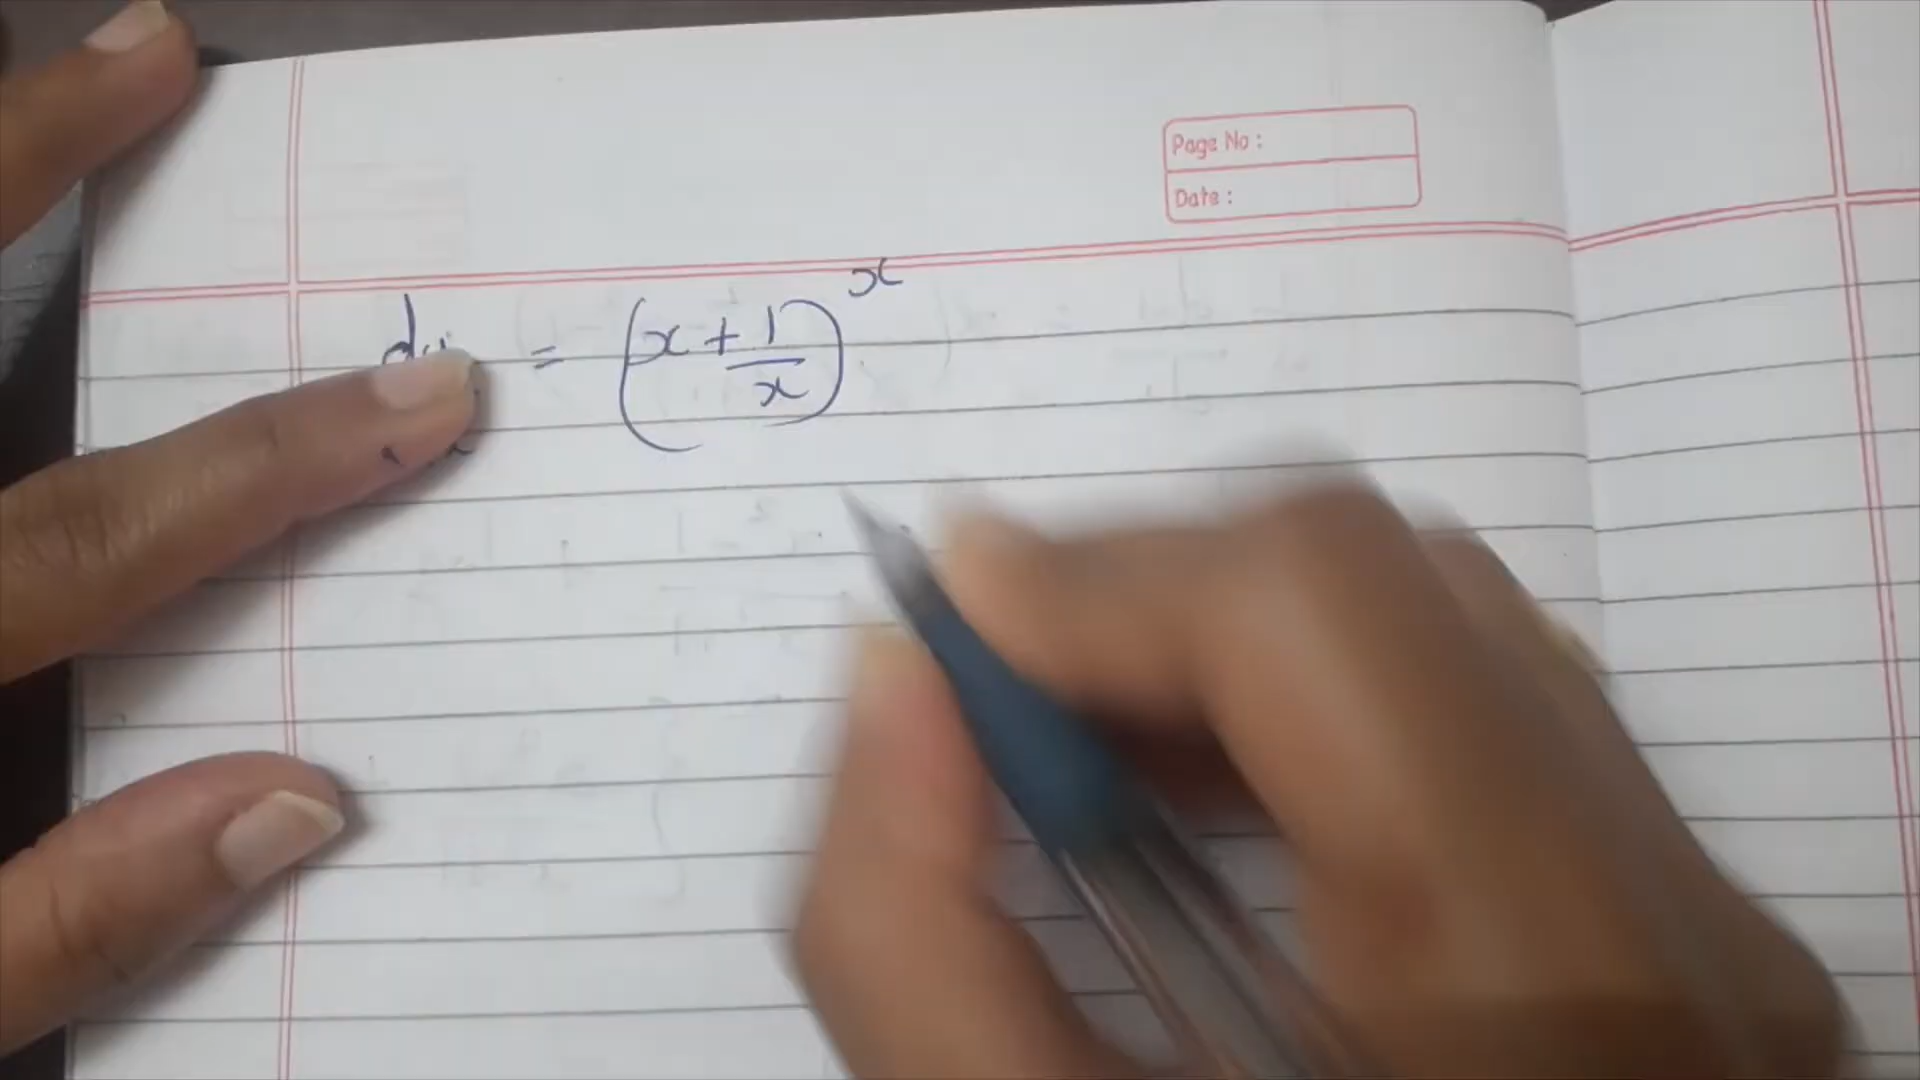 Page No :
Date :
= (x + 1/x)^x